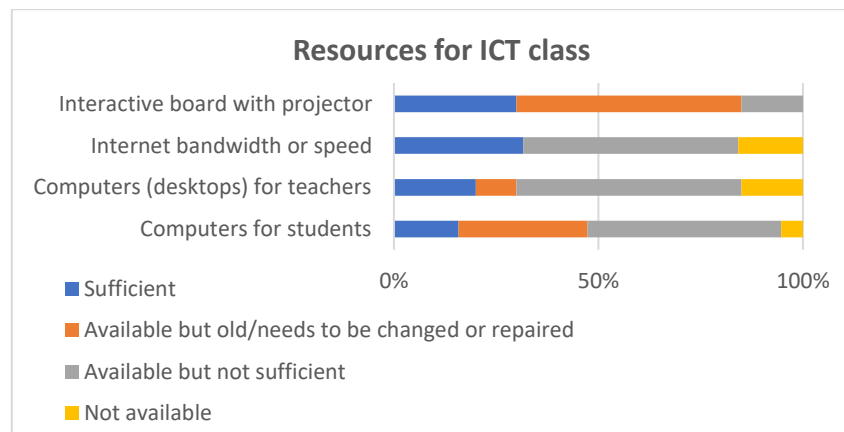 Resources for ICT class
Interactive board with projector
Internet bandwidth or speed
Computers (desktops) for teachers
Computers for students
0% 50% 100%
Sufficient
Available but old/needs to be changed or repaired
Available but not sufficient
Not available